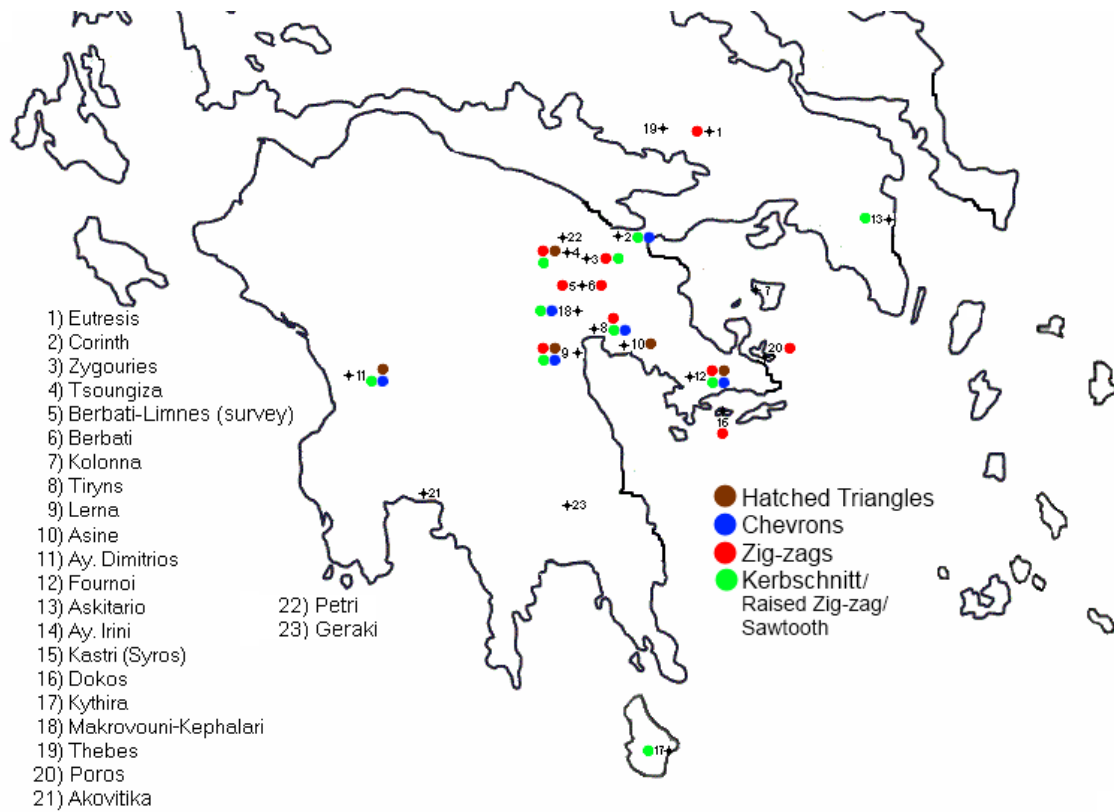 19
1
13
2
22
4
3
5
6
7
18
8
10
9
20
11
12
16
21
23
17
1) Eutresis
2) Corinth
3) Zygouries
4) Tsoungiza
5) Berbati-Limnes (survey)
6) Berbati
7) Kolonna
8) Tiryns
9) Lerna
10) Asine
11) Ay. Dimitrios
12) Fournoi
13) Askitario
14) Ay. Irini
15) Kastri (Syros)
16) Dokos
17) Kythira
18) Makrovouni-Kephalari
19) Thebes
20) Poros
21) Akovitika
22) Petri
23) Geraki
Hatched Triangles
Chevrons
Zig-zags
Kerbschnitt/
Raised Zig-zag/
Sawtooth